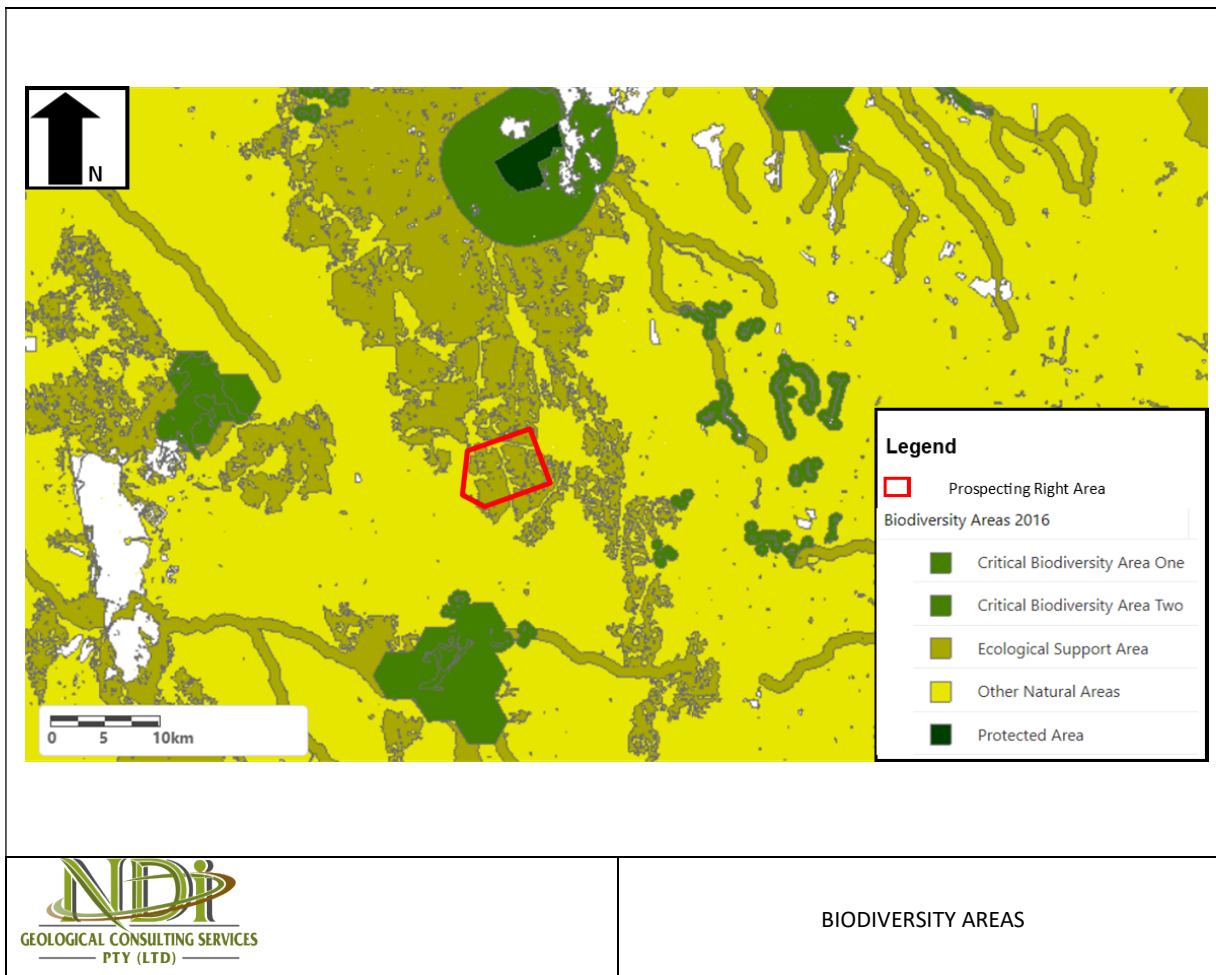 N
Legend
Prospecting Right Area
Biodiversity Areas 2016
Critical Biodiversity Area One
Critical Biodiversity Area Two
Ecological Support Area
Other Natural Areas
Protected Area
0 5 10km
NDi
GEOLOGICAL CONSULTING SERVICES
PTY (LTD)
BIODIVERSITY AREAS